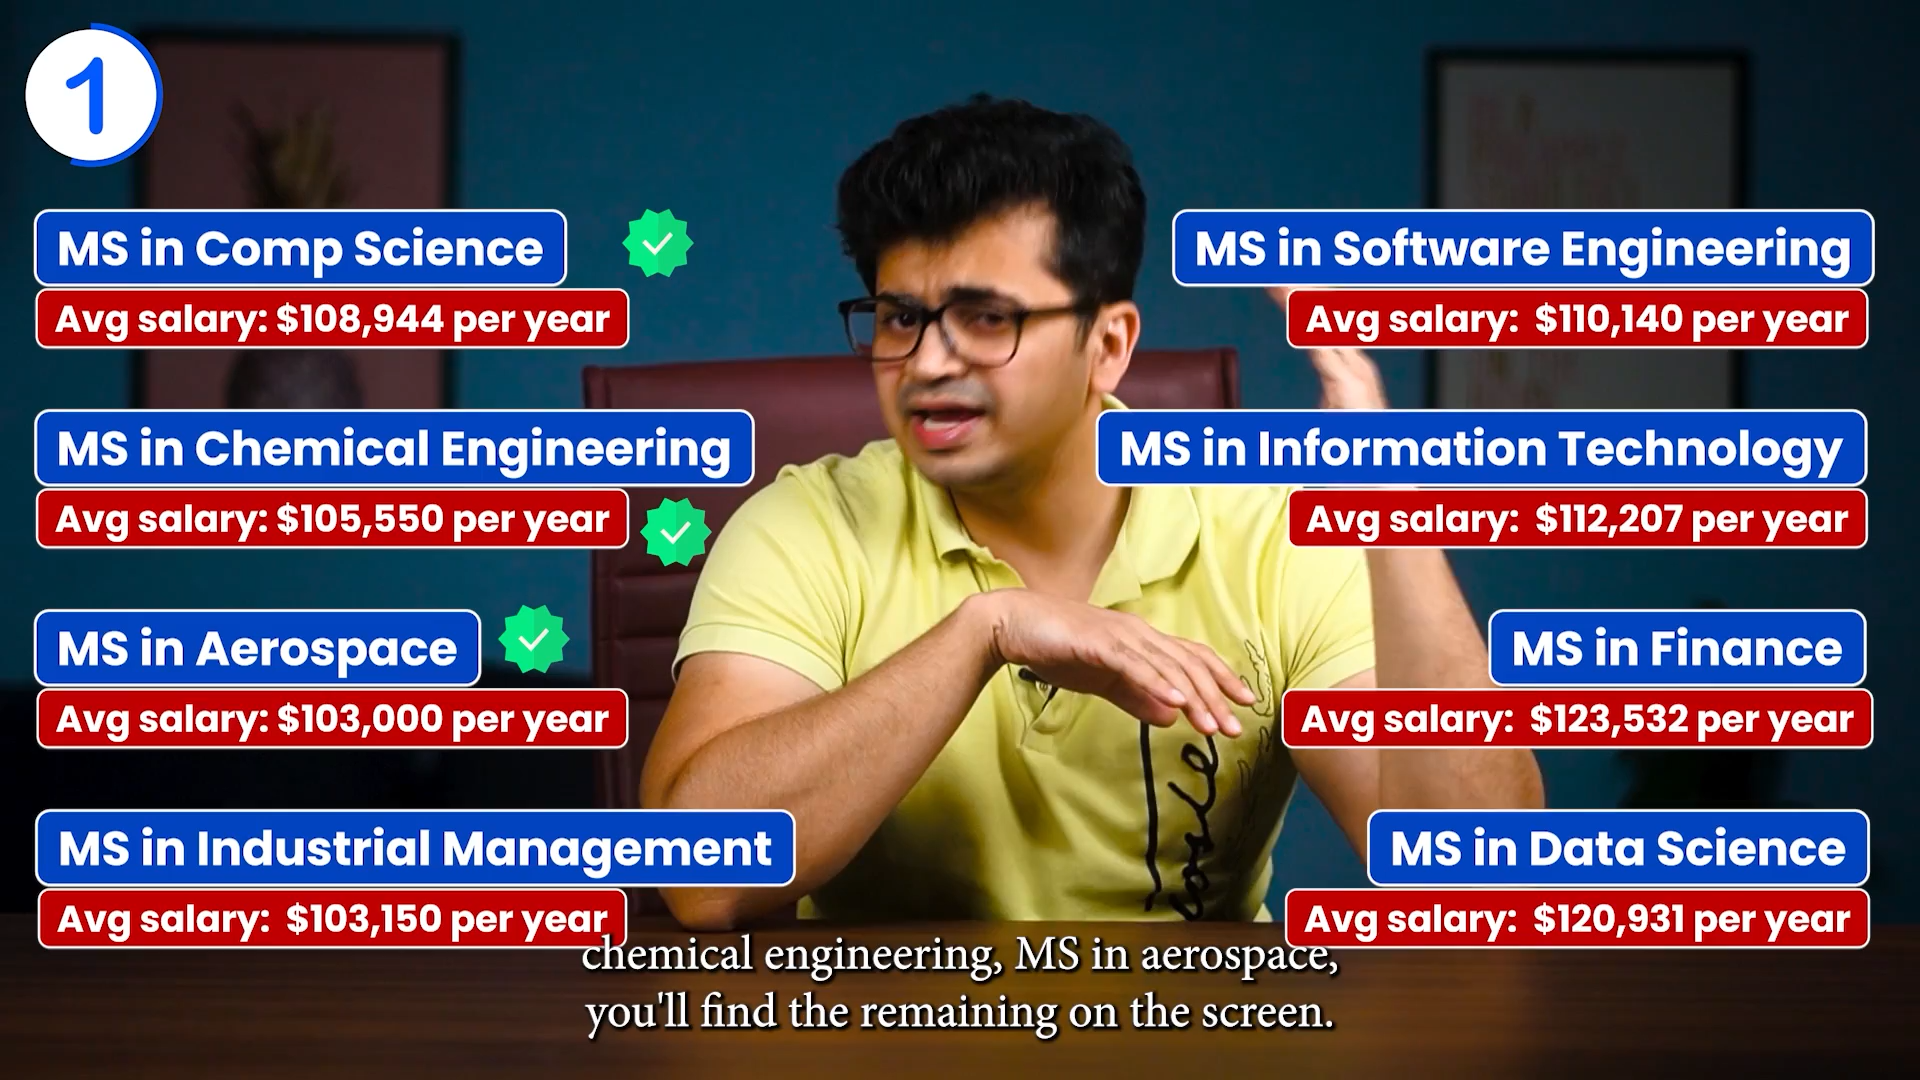 1
MS in Comp Science
Avg salary: $108,944 per year
MS in Chemical Engineering
Avg salary: $105,550 per year
MS in Aerospace
Avg salary: $103,000 per year
MS in Industrial Management
Avg salary: $103,150 per year
MS in Software Engineering
Avg salary: $110,140 per year
MS in Information Technology
Avg salary: $112,207 per year
MS in Finance
Avg salary: $123,532 per year
MS in Data Science
Avg salary: $120,931 per year
chemical engineering, MS in aerospace,
you'll find the remaining on the screen.